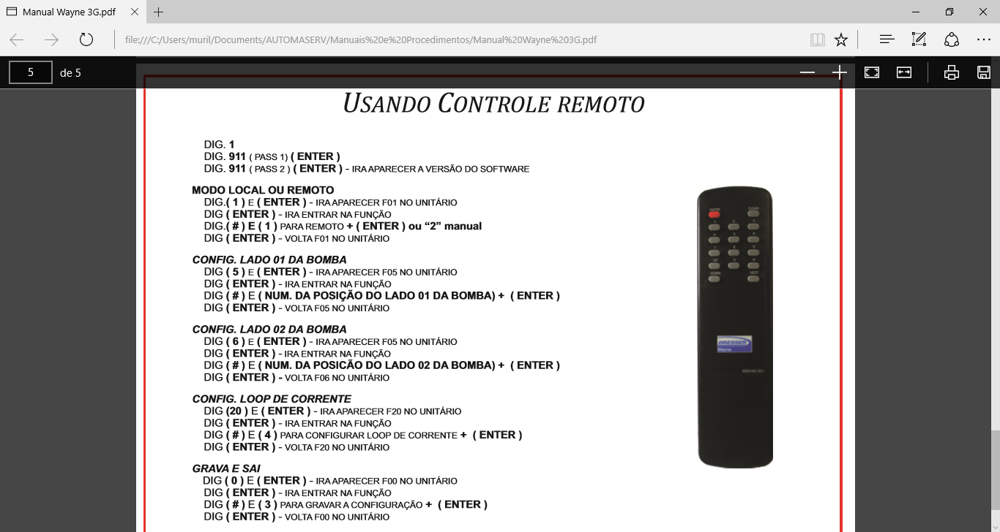 Manual Wayne 3G.pdf
file:///C:/Users/muril/Documents/AUTOMASERV/Manuais%20e%20Procedimentos/Manual%20Wayne%203G.pdf
5 de 5
USANDO CONTROLE REMOTO
DIG. 1
DIG. 911 ( PASS 1) ( ENTER )
DIG. 911 ( PASS 2 ) ( ENTER ) - IRA APARECER A VERSÃO DO SOFTWARE
MODO LOCAL OU REMOTO
DIG.( 1 ) E ( ENTER ) - IRA APARECER F01 NO UNITÁRIO
DIG ( ENTER ) - IRA ENTRAR NA FUNÇÃO
DIG.( # ) E ( 1 ) PARA REMOTO + ( ENTER ) ou “2” manual
DIG ( ENTER ) - VOLTA F01 NO UNITÁRIO
CONFIG. LADO 01 DA BOMBA
DIG ( 5 ) E ( ENTER ) - IRA APARECER F05 NO UNITÁRIO
DIG ( ENTER ) - IRA ENTRAR NA FUNÇÃO
DIG ( # ) E ( NUM. DA POSIÇÃO DO LADO 01 DA BOMBA) + ( ENTER )
DIG ( ENTER ) - VOLTA F05 NO UNITÁRIO
CONFIG. LADO 02 DA BOMBA
DIG ( 6 ) E ( ENTER ) - IRA APARECER F05 NO UNITÁRIO
DIG ( ENTER ) - IRA ENTRAR NA FUNÇÃO
DIG ( # ) E ( NUM. DA POSICÃO DO LADO 02 DA BOMBA) + ( ENTER )
DIG ( ENTER ) - VOLTA F06 NO UNITÁRIO
CONFIG. LOOP DE CORRENTE
DIG (20 ) E ( ENTER ) - IRA APARECER F20 NO UNITÁRIO
DIG ( ENTER ) - IRA ENTRAR NA FUNÇÃO
DIG ( # ) E ( 4 ) PARA CONFIGURAR LOOP DE CORRENTE + ( ENTER )
DIG ( ENTER ) - VOLTA F20 NO UNITÁRIO
GRAVA E SAI
DIG ( 0 ) E ( ENTER ) - IRA APARECER F00 NO UNITÁRIO
DIG ( ENTER ) - IRA ENTRAR NA FUNÇÃO
DIG ( # ) E ( 3 ) PARA GRAVAR A CONFIGURAÇÃO + ( ENTER )
DIG ( ENTER ) - VOLTA F00 NO UNITÁRIO
ENTER CLEAR
DOWN NEXT
DRESSER
Wayne